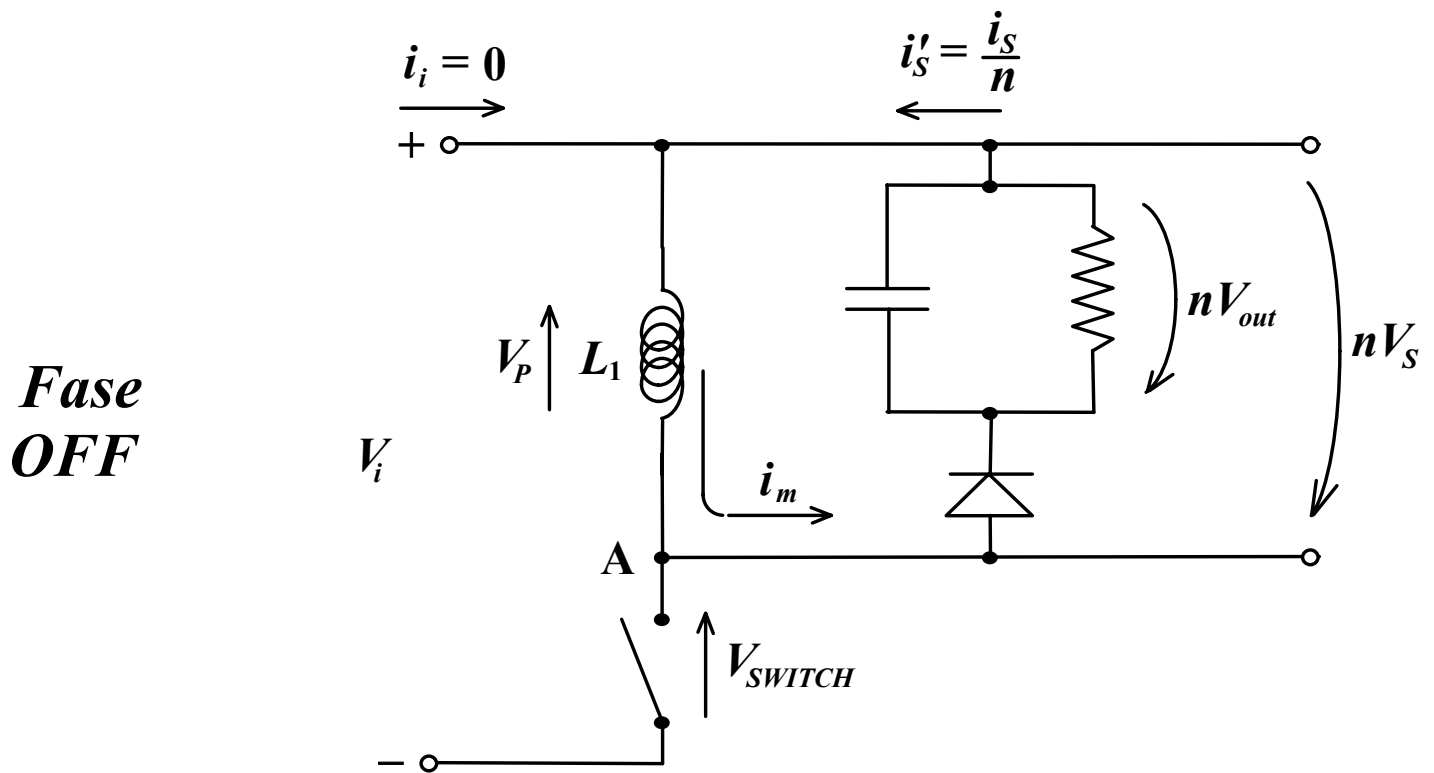 i_i = 0
i'_S = i_S / n
+
V_P
L_1
nV_out
nV_S
Fase
OFF
V_i
i_m
A
V_SWITCH
−